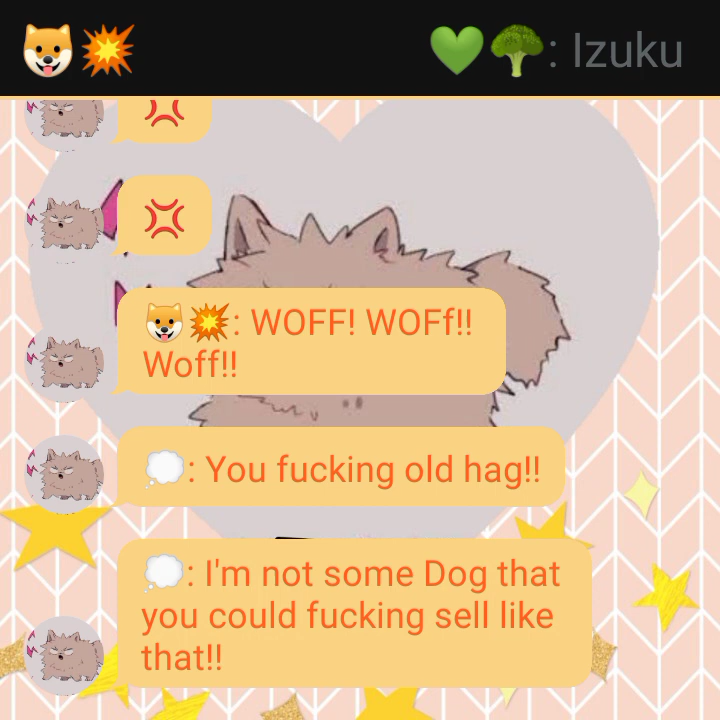 🐶💥 💚🥦: Izuku
💢
💢
🐶💥: WOFF! WOFf!!
Woff!!
💭: You fucking old hag!!
💭: I'm not some Dog that
you could fucking sell like
that!!